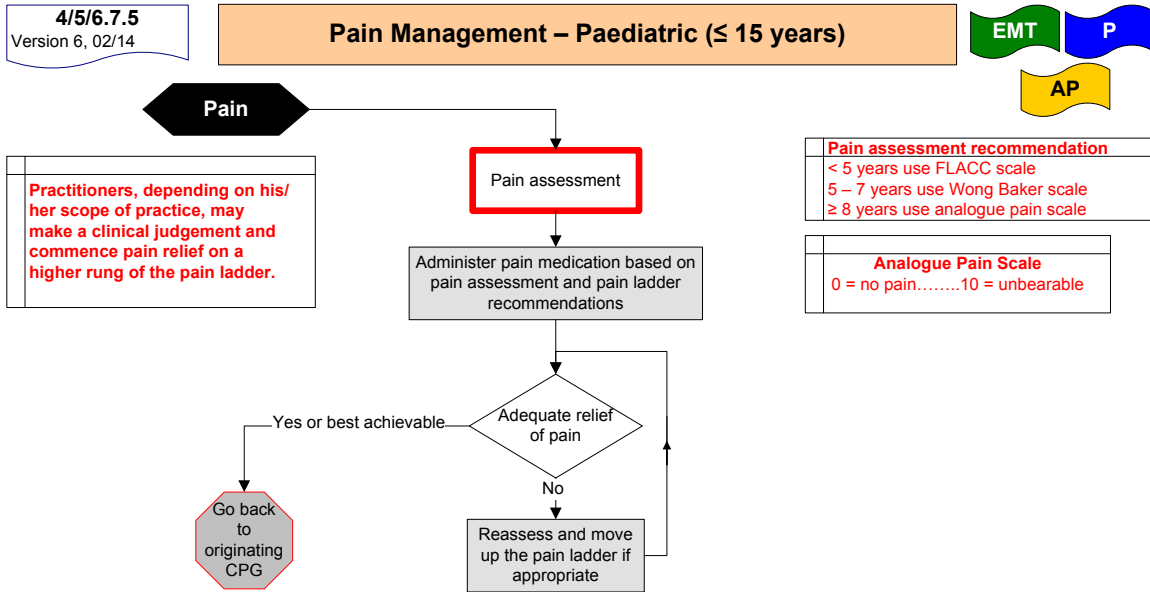 4/5/6.7.5
Version 6, 02/14
Pain Management – Paediatric (≤ 15 years)
EMT
P
AP
Pain
Practitioners, depending on his/
her scope of practice, may
make a clinical judgement and
commence pain relief on a
higher rung of the pain ladder.
Pain assessment
Pain assessment recommendation
< 5 years use FLACC scale
5 – 7 years use Wong Baker scale
≥ 8 years use analogue pain scale
Analogue Pain Scale
0 = no pain……..10 = unbearable
Administer pain medication based on
pain assessment and pain ladder
recommendations
Adequate relief
of pain
Yes or best achievable
No
Go back
to
originating
CPG
Reassess and move
up the pain ladder if
appropriate